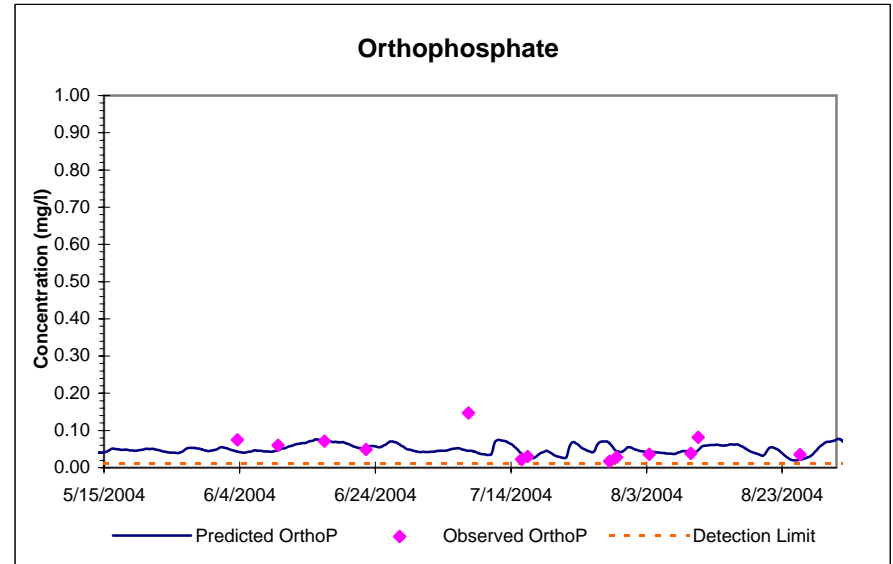 Orthophosphate
Concentration (mg/l)
1.00
0.90
0.80
0.70
0.60
0.50
0.40
0.30
0.20
0.10
0.00
5/15/2004 6/4/2004 6/24/2004 7/14/2004 8/3/2004 8/23/2004
Predicted OrthoP Observed OrthoP Detection Limit